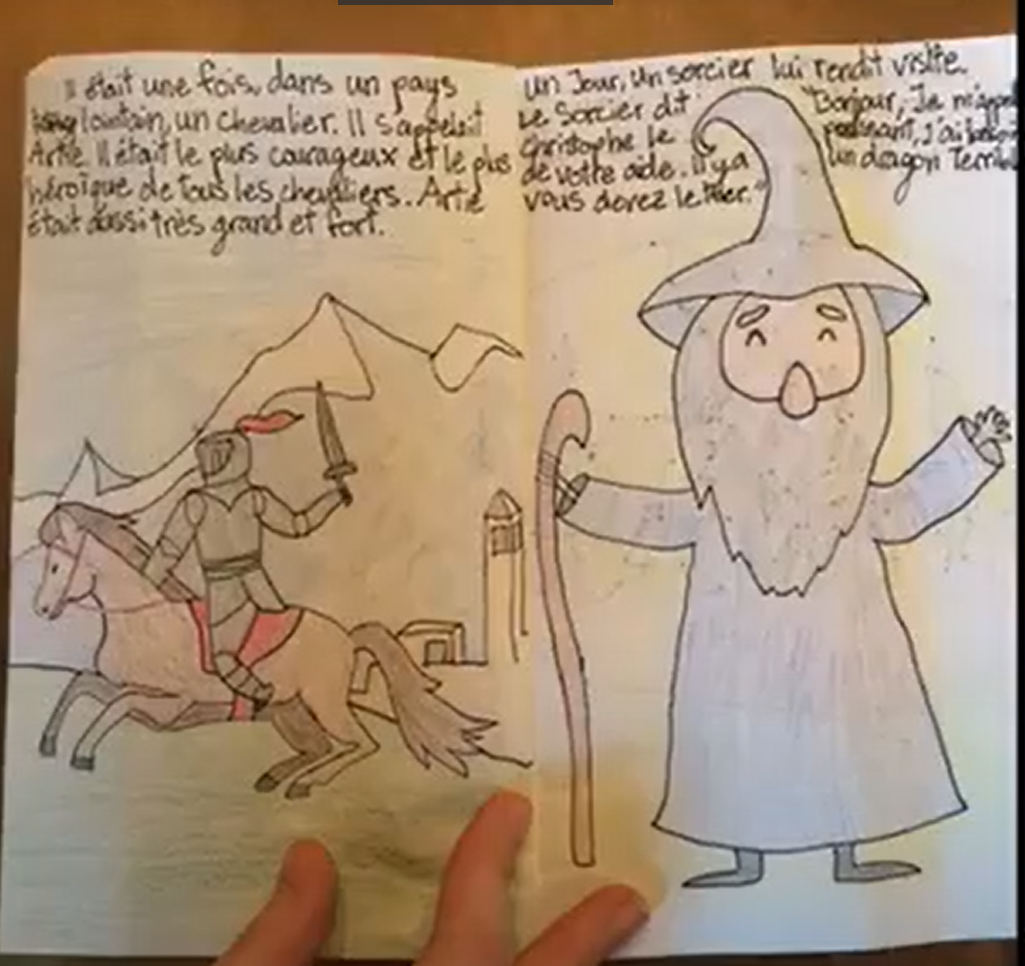 Il était une fois, dans un pays
lointain, un chevalier. Il s'appelait
Artie. Il était le plus courageux et le plus
héroïque de tous les chevaliers. Artie
était aussi très grand et fort.
Un Jour, un sorcier lui rendit visite.
Le Sorcier dit "Bonjour, Je m'appel
Christophe le puissant, j'ai besoin
de votre aide. Il y a un dragon Terrib
vous devez le tuer."